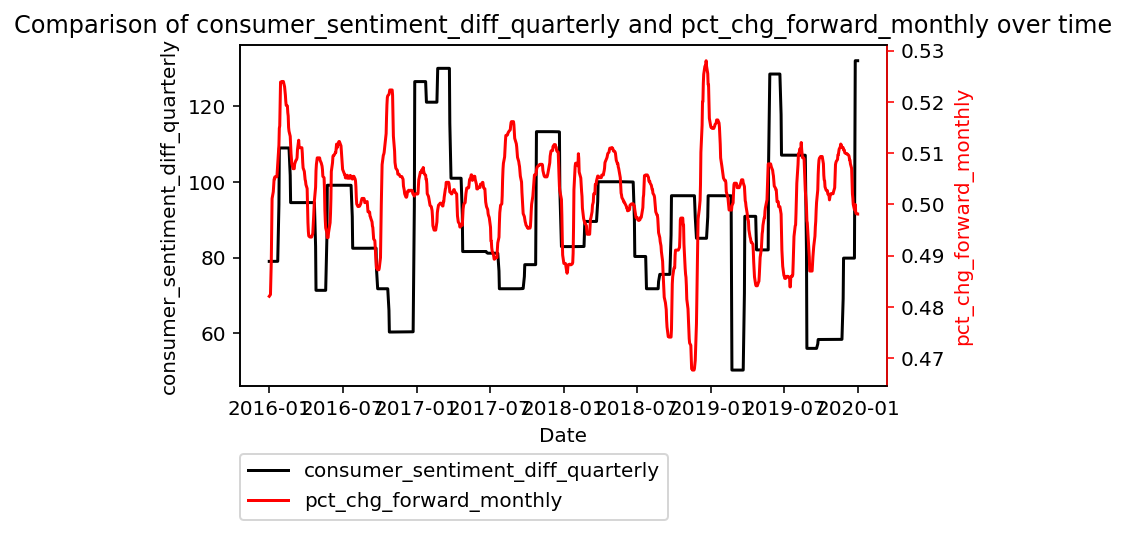 Comparison of consumer_sentiment_diff_quarterly and pct_chg_forward_monthly over time
consumer_sentiment_diff_quarterly
120
100
80
60
0.53
0.52
0.51
0.50
0.49
0.48
0.47
pct_chg_forward_monthly
2016-01 2016-07 2017-01 2017-07 2018-01 2018-07 2019-01 2019-07 2020-01
Date
consumer_sentiment_diff_quarterly
pct_chg_forward_monthly